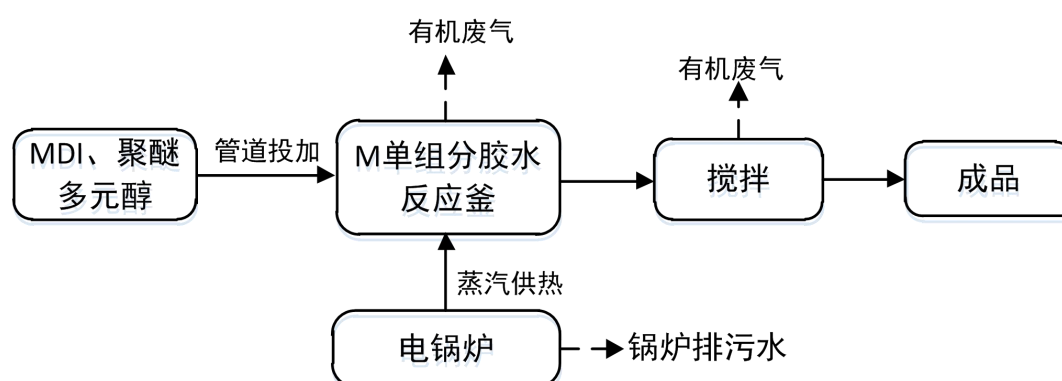 有机废气
有机废气
MDI、聚醚
多元醇
管道投加
M单组分胶水
反应釜
搅拌
成品
蒸汽供热
电锅炉
锅炉排污水